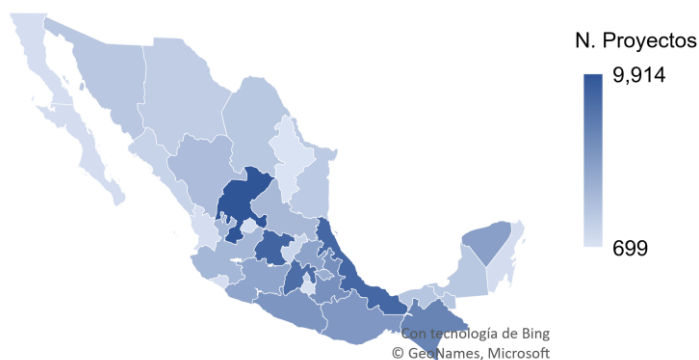 N. Proyectos
9,914
699
Con tecnología de Bing
© GeoNames, Microsoft